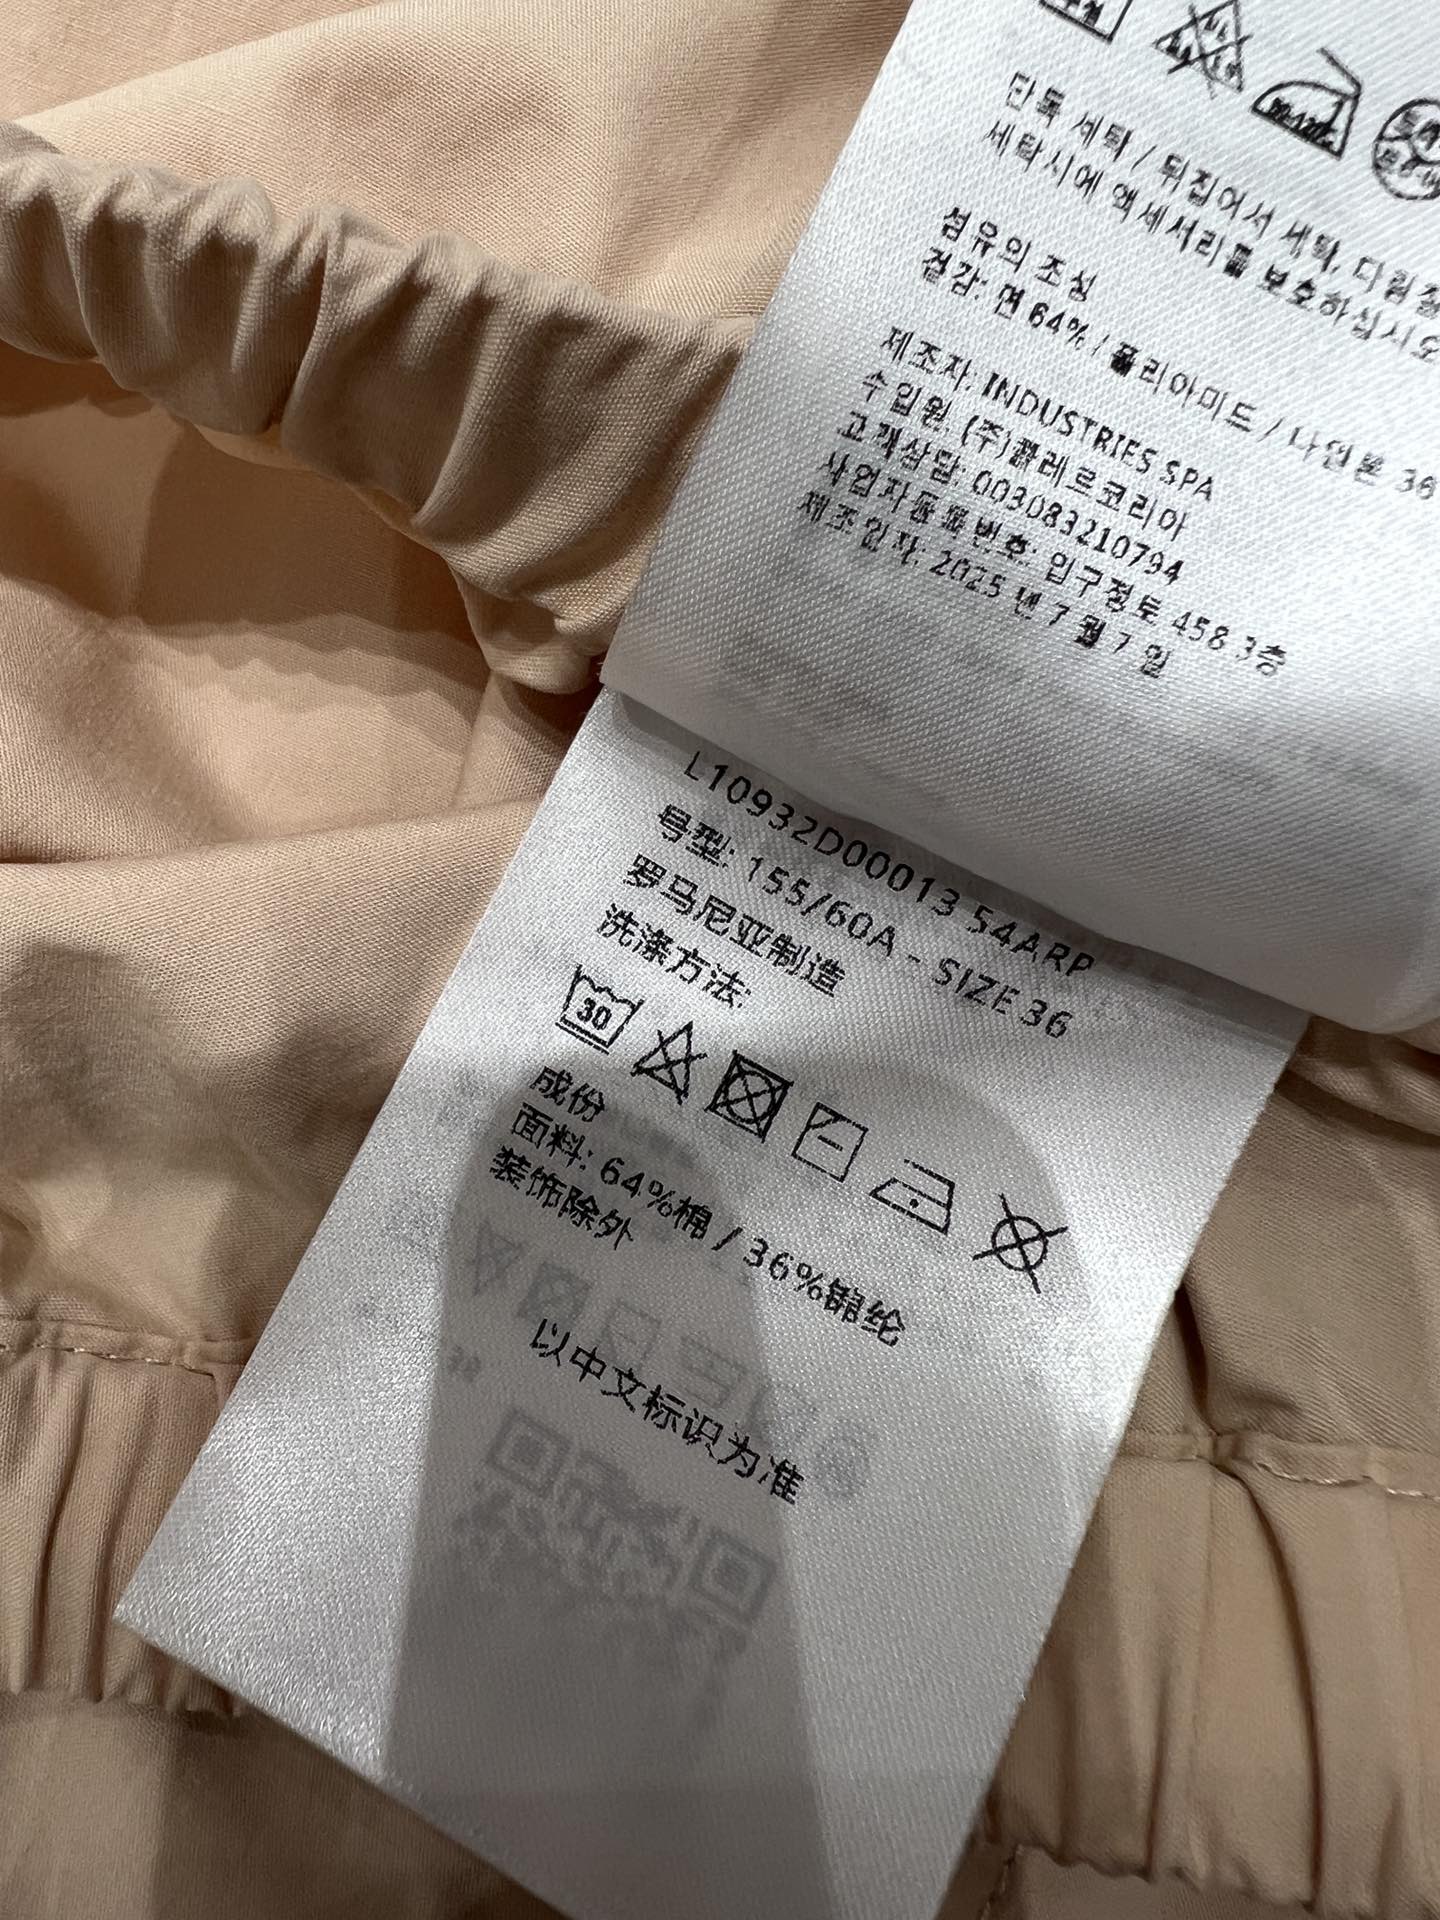 30
단독 세탁 / 뒤집어서 세탁, 다림질
세탁시에 액세서리를 보호하십시오
섬유의 조성
겉감: 면 64% / 폴리아미드 / 나일론 36
제조자: INDUSTRIES SPA
수입원: (주)몽클레르코리아
고객상담: 003083210794
사업자등록번호: 압구정로 458 3층
제조일자: 2025 년 7 월 7 일
L10932D00013 54ARP
号型: 155/60A - SIZE 36
罗马尼亚制造
洗涤方法:
30
成份
面料: 64%棉 / 36%锦纶
装饰除外
以中文标识为准